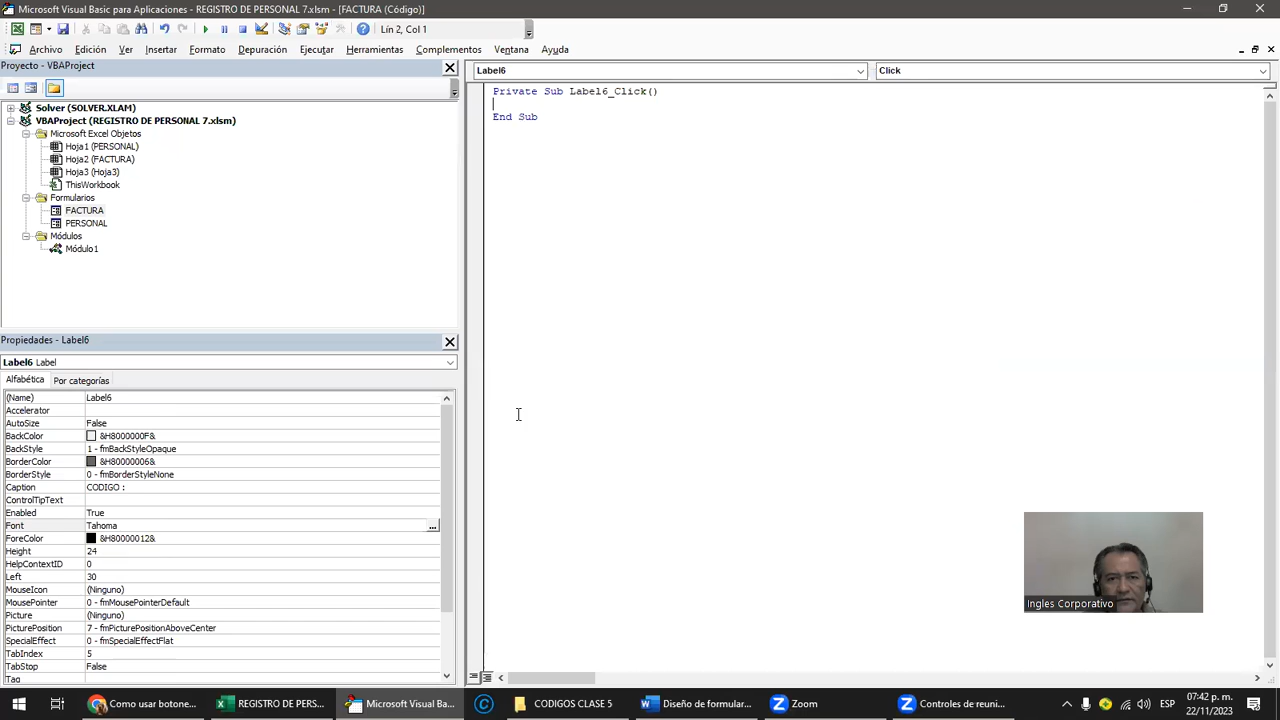 Microsoft Visual Basic para Aplicaciones - REGISTRO DE PERSONAL 7.xlsm - [FACTURA (Código)]
Lín 2, Col 1
Archivo Edición Ver Insertar Formato Depuración Ejecutar Herramientas Complementos Ventana Ayuda
Proyecto - VBAProject
Label6
Click
Solver (SOLVER.XLAM)
VBAProject (REGISTRO DE PERSONAL 7.xlsm)
Microsoft Excel Objetos
Hoja1 (PERSONAL)
Hoja2 (FACTURA)
Hoja3 (Hoja3)
ThisWorkbook
Formularios
FACTURA
PERSONAL
Módulos
Módulo1
Private Sub Label6_Click()
End Sub
Propiedades - Label6
Label6 Label
Alfabética Por categorías
(Name) Label6
Accelerator
AutoSize False
BackColor &H8000000F&
BackStyle 1 - fmBackStyleOpaque
BorderColor &H80000006&
BorderStyle 0 - fmBorderStyleNone
Caption CODIGO :
ControlTipText
Enabled True
Font Tahoma ...
ForeColor &H80000012&
Height 24
HelpContextID 0
Left 30
MouseIcon (Ninguno)
MousePointer 0 - fmMousePointerDefault
Picture (Ninguno)
PicturePosition 7 - fmPicturePositionAboveCenter
SpecialEffect 0 - fmSpecialEffectFlat
TabIndex 5
TabStop False
Tag
Ingles Corporativo
Como usar botone...
REGISTRO DE PERS...
Microsoft Visual Ba...
CODIGOS CLASE 5
Diseño de formular...
Zoom
Controles de reuni...
ESP
07:42 p. m.
22/11/2023